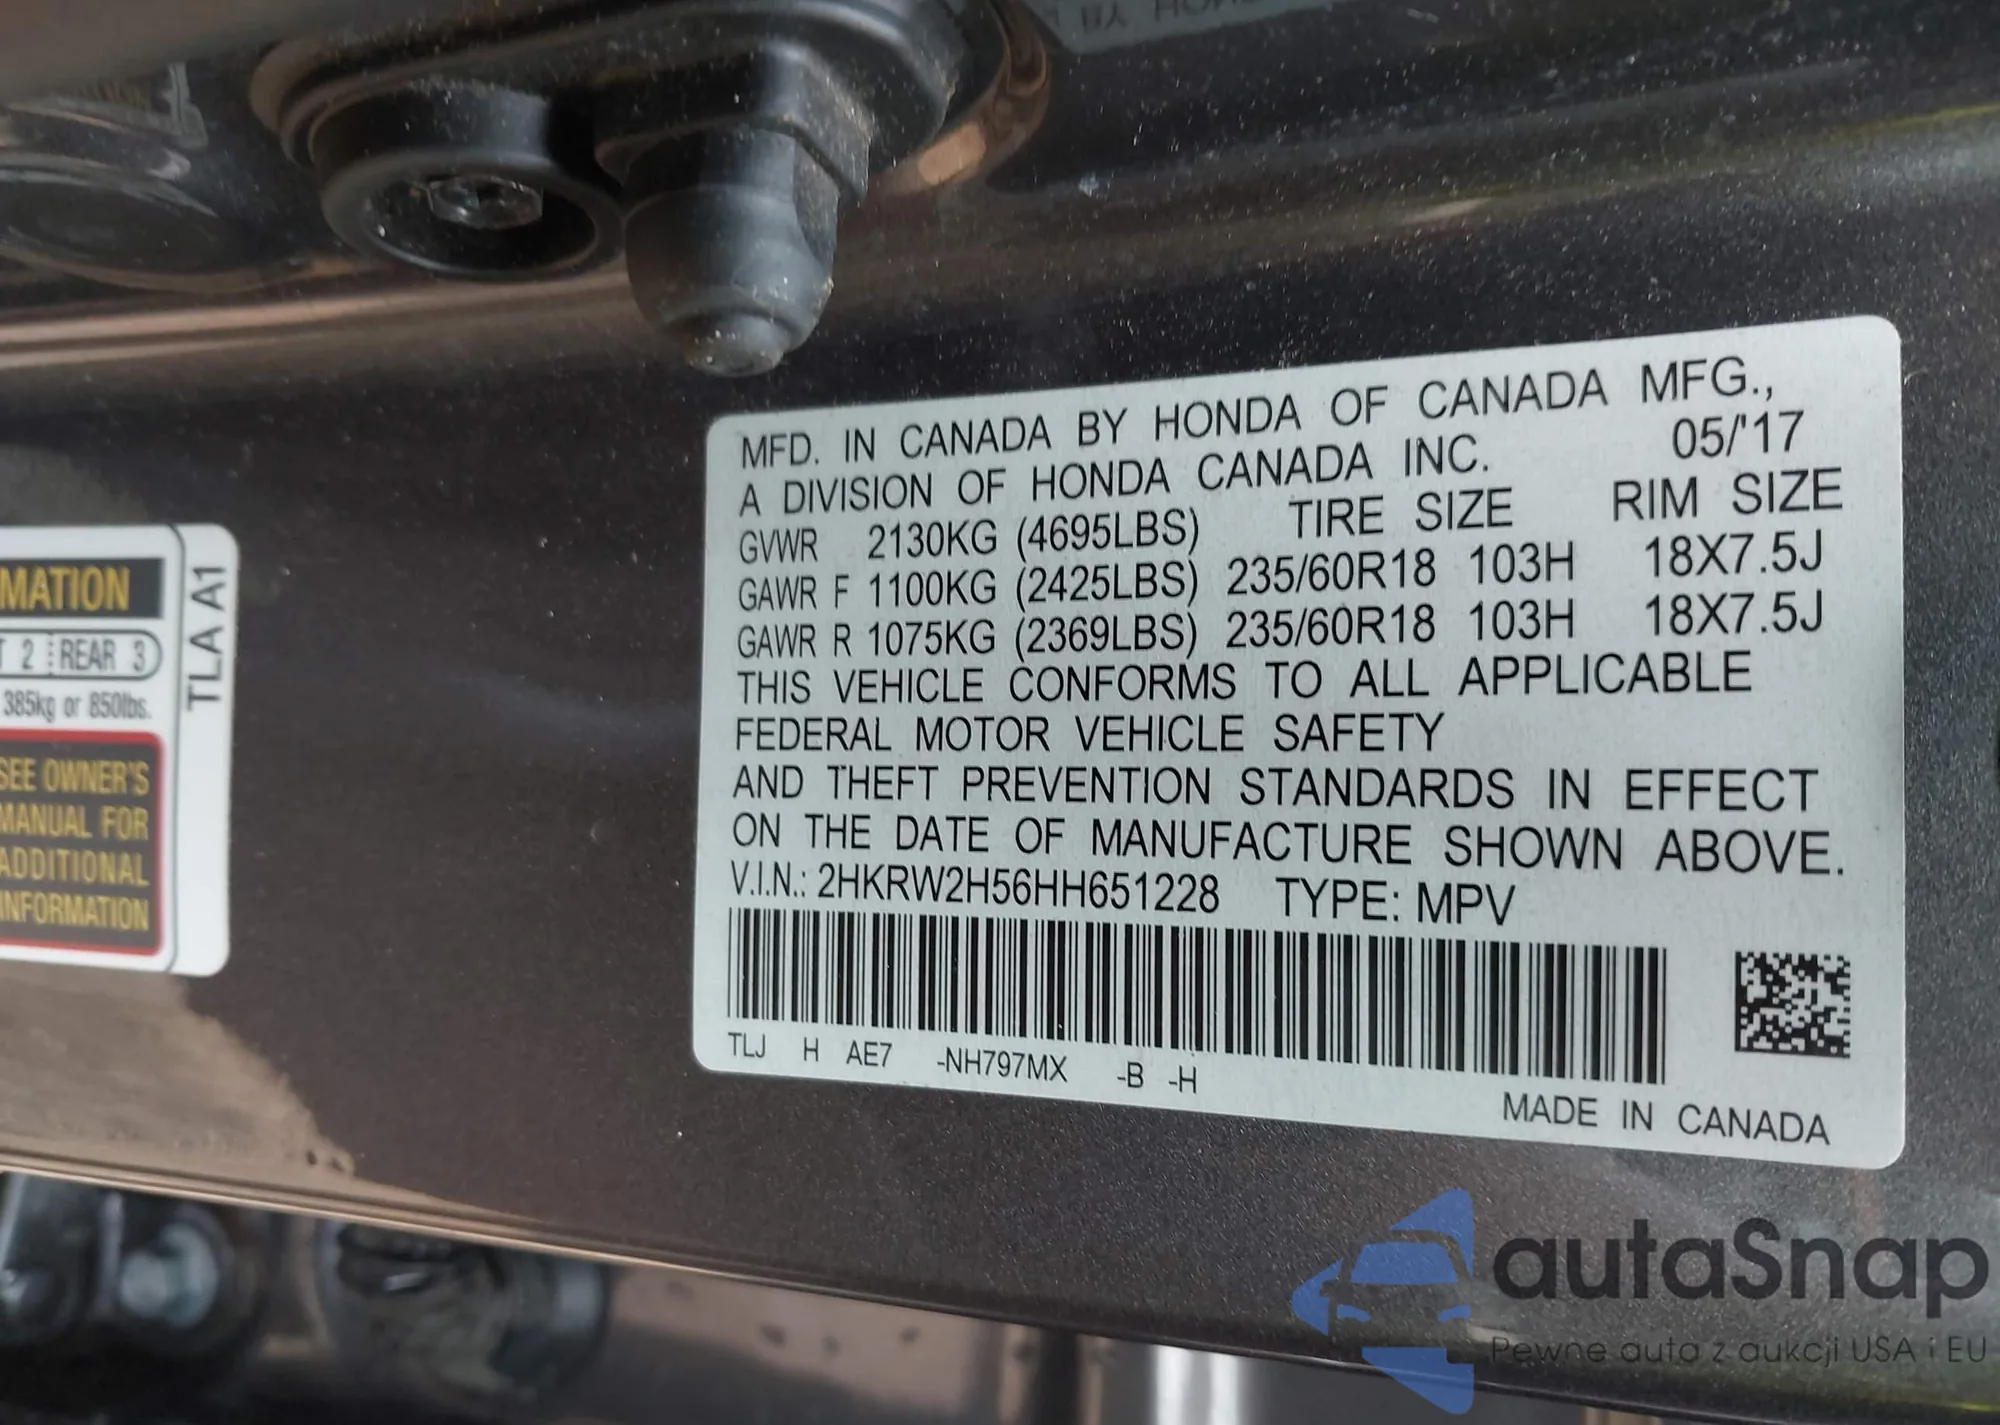 MFD. IN CANADA BY HONDA OF CANADA MFG.,
A DIVISION OF HONDA CANADA INC. 05/'17
GVWR 2130KG (4695LBS) TIRE SIZE RIM SIZE
GAWR F 1100KG (2425LBS) 235/60R18 103H 18X7.5J
GAWR R 1075KG (2369LBS) 235/60R18 103H 18X7.5J
THIS VEHICLE CONFORMS TO ALL APPLICABLE
FEDERAL MOTOR VEHICLE SAFETY
AND THEFT PREVENTION STANDARDS IN EFFECT
ON THE DATE OF MANUFACTURE SHOWN ABOVE.
V.I.N.: 2HKRW2H56HH651228 TYPE: MPV
TLJ H AE7 -NH797MX -B -H
MADE IN CANADA
MATION
T 2 REAR 3
385kg or 850lbs.
SEE OWNER'S
MANUAL FOR
ADDITIONAL
INFORMATION
TLA A1
autaSnap
Pewne auta z aukcji USA i EU